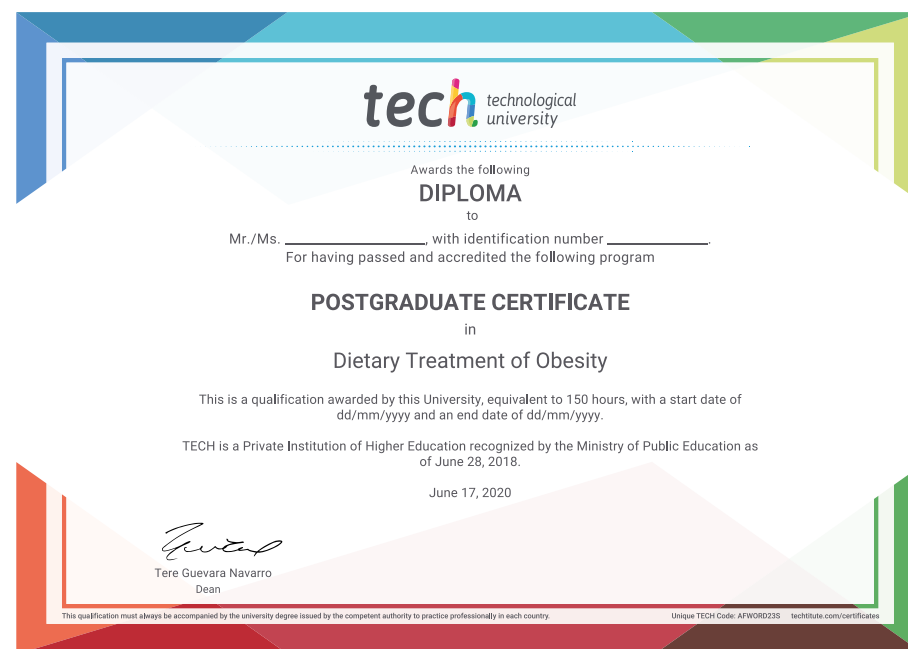 tech technological
university
Awards the following
DIPLOMA
to
Mr./Ms. ____________, with identification number ____________.
For having passed and accredited the following program
POSTGRADUATE CERTIFICATE
in
Dietary Treatment of Obesity
This is a qualification awarded by this University, equivalent to 150 hours, with a start date of
dd/mm/yyyy and an end date of dd/mm/yyyy.
TECH is a Private Institution of Higher Education recognized by the Ministry of Public Education as
of June 28, 2018.
June 17, 2020
Tere Guevara Navarro
Dean
This qualification must always be accompanied by the university degree issued by the competent authority to practice professionally in each country.
Unique TECH Code: AFWORD23S techtitute.com/certificates